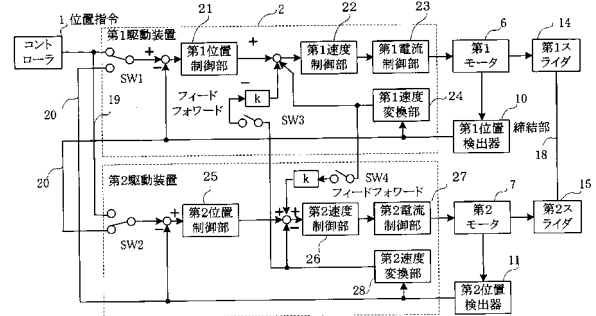 1 位置指令
コントローラ
第1駆動装置
21
2
22
23
6
14
第1位置制御部
第1速度制御部
第1電流制御部
第1モータ
第1スライダ
SW1
+
−
+
−
−
フィードフォワード
k
SW3
第1速度変換部
24
10
第1位置検出器
締結部
18
20
19
20
第2駆動装置
25
k
SW4
フィードフォワード
27
7
15
第2位置制御部
第2速度制御部
第2電流制御部
第2モータ
第2スライダ
SW2
+
−
+
+
−
26
第2速度変換部
28
11
第2位置検出器